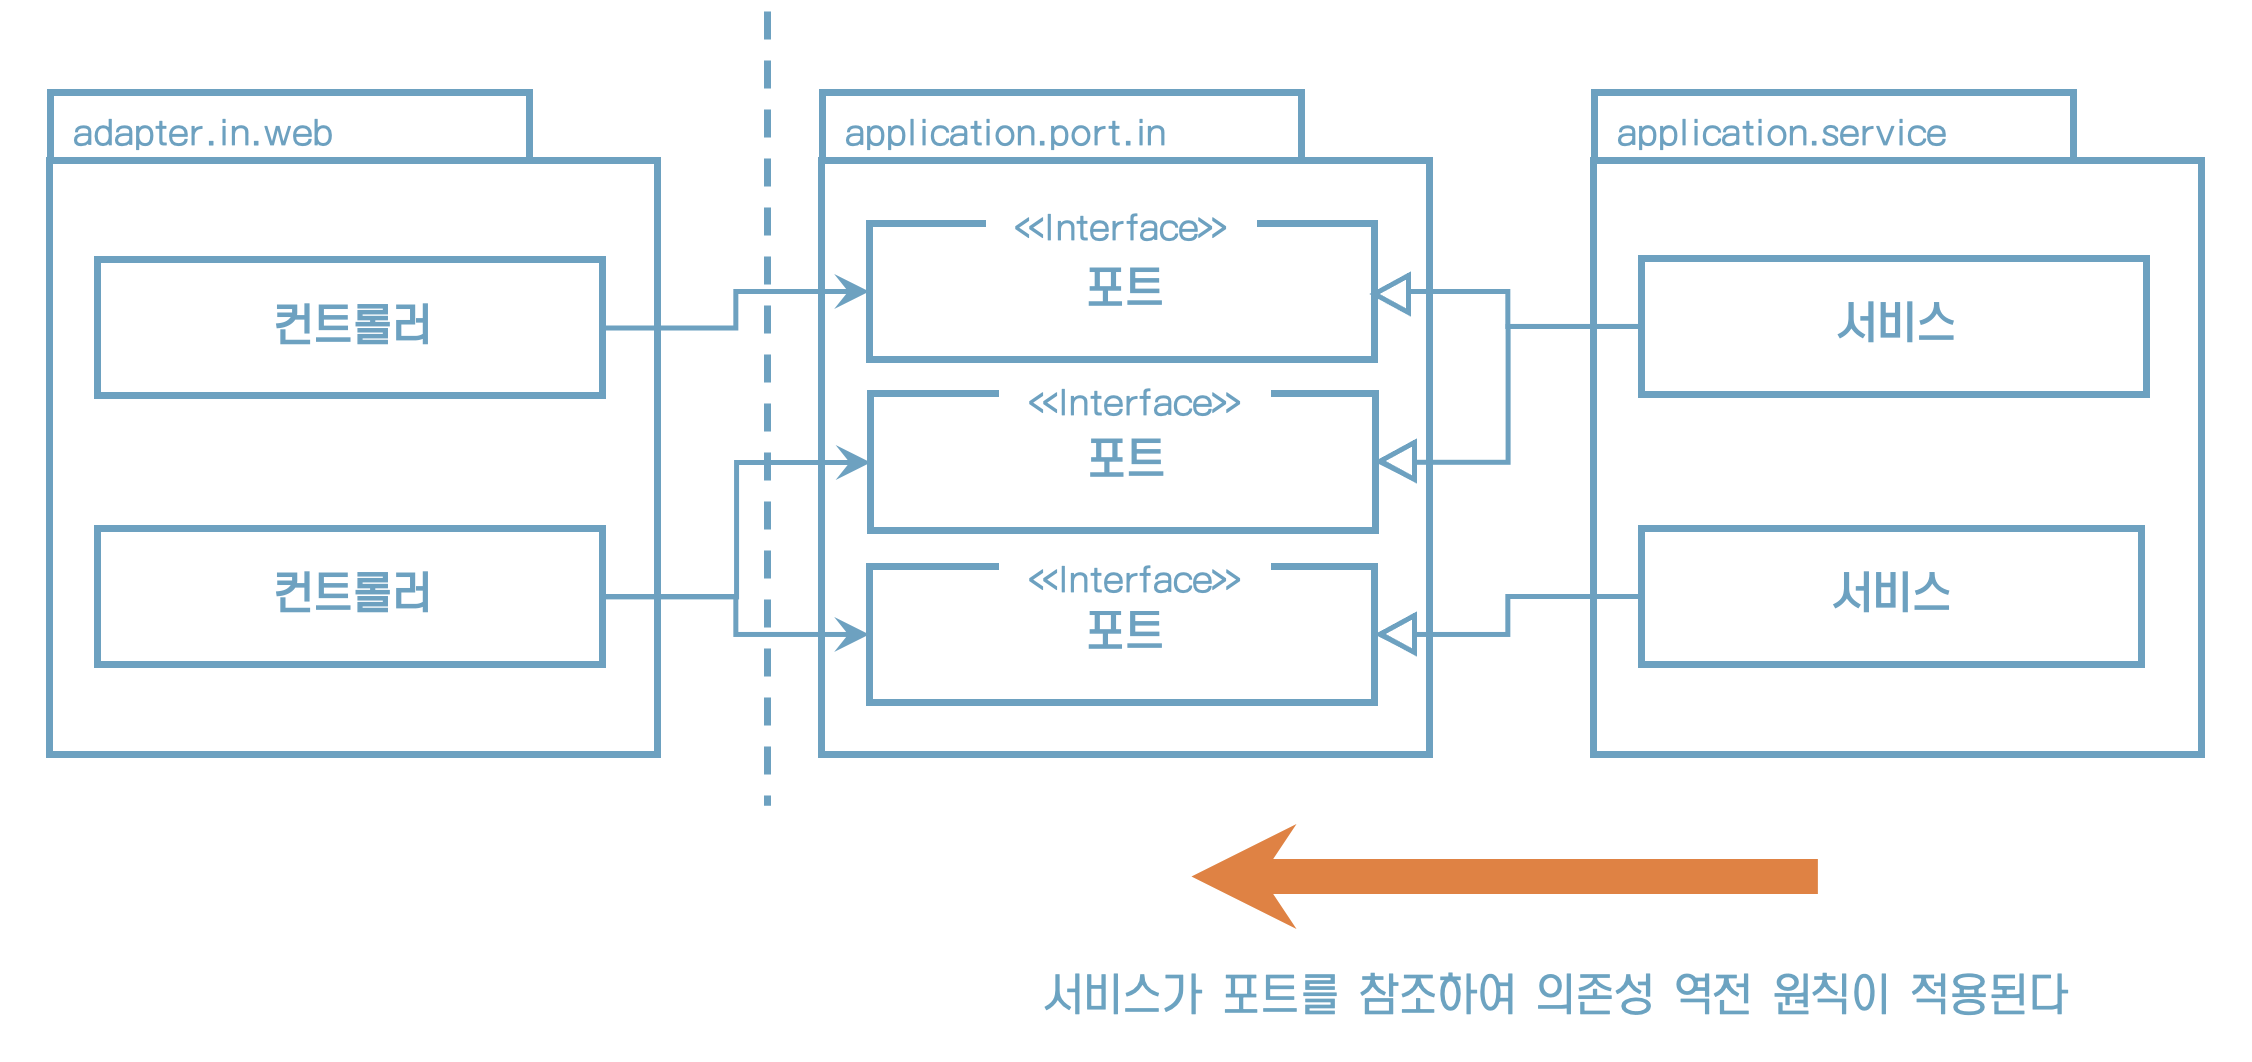 adapter.in.web
컨트롤러
컨트롤러
application.port.in
<<Interface>>
포트
<<Interface>>
포트
<<Interface>>
포트
application.service
서비스
서비스
서비스가 포트를 참조하여 의존성 역전 원칙이 적용된다